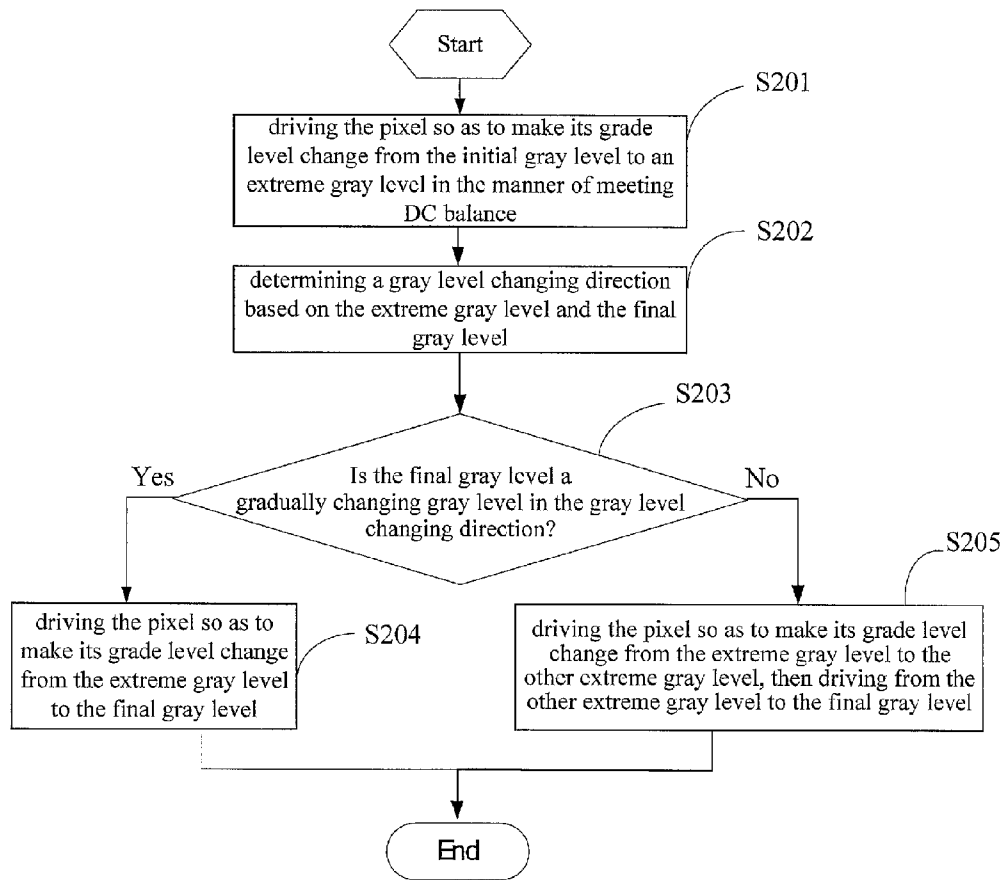 Start
S201
driving the pixel so as to make its grade
level change from the initial gray level to an
extreme gray level in the manner of meeting
DC balance
S202
determining a gray level changing direction
based on the extreme gray level and the final
gray level
S203
Yes
Is the final gray level a
gradually changing gray level in the gray level
changing direction?
No
S205
driving the pixel so as to
make its grade level change
from the extreme gray level
to the final gray level
S204
driving the pixel so as to make its grade level
change from the extreme gray level to the
other extreme gray level, then driving from the
other extreme gray level to the final gray level
End